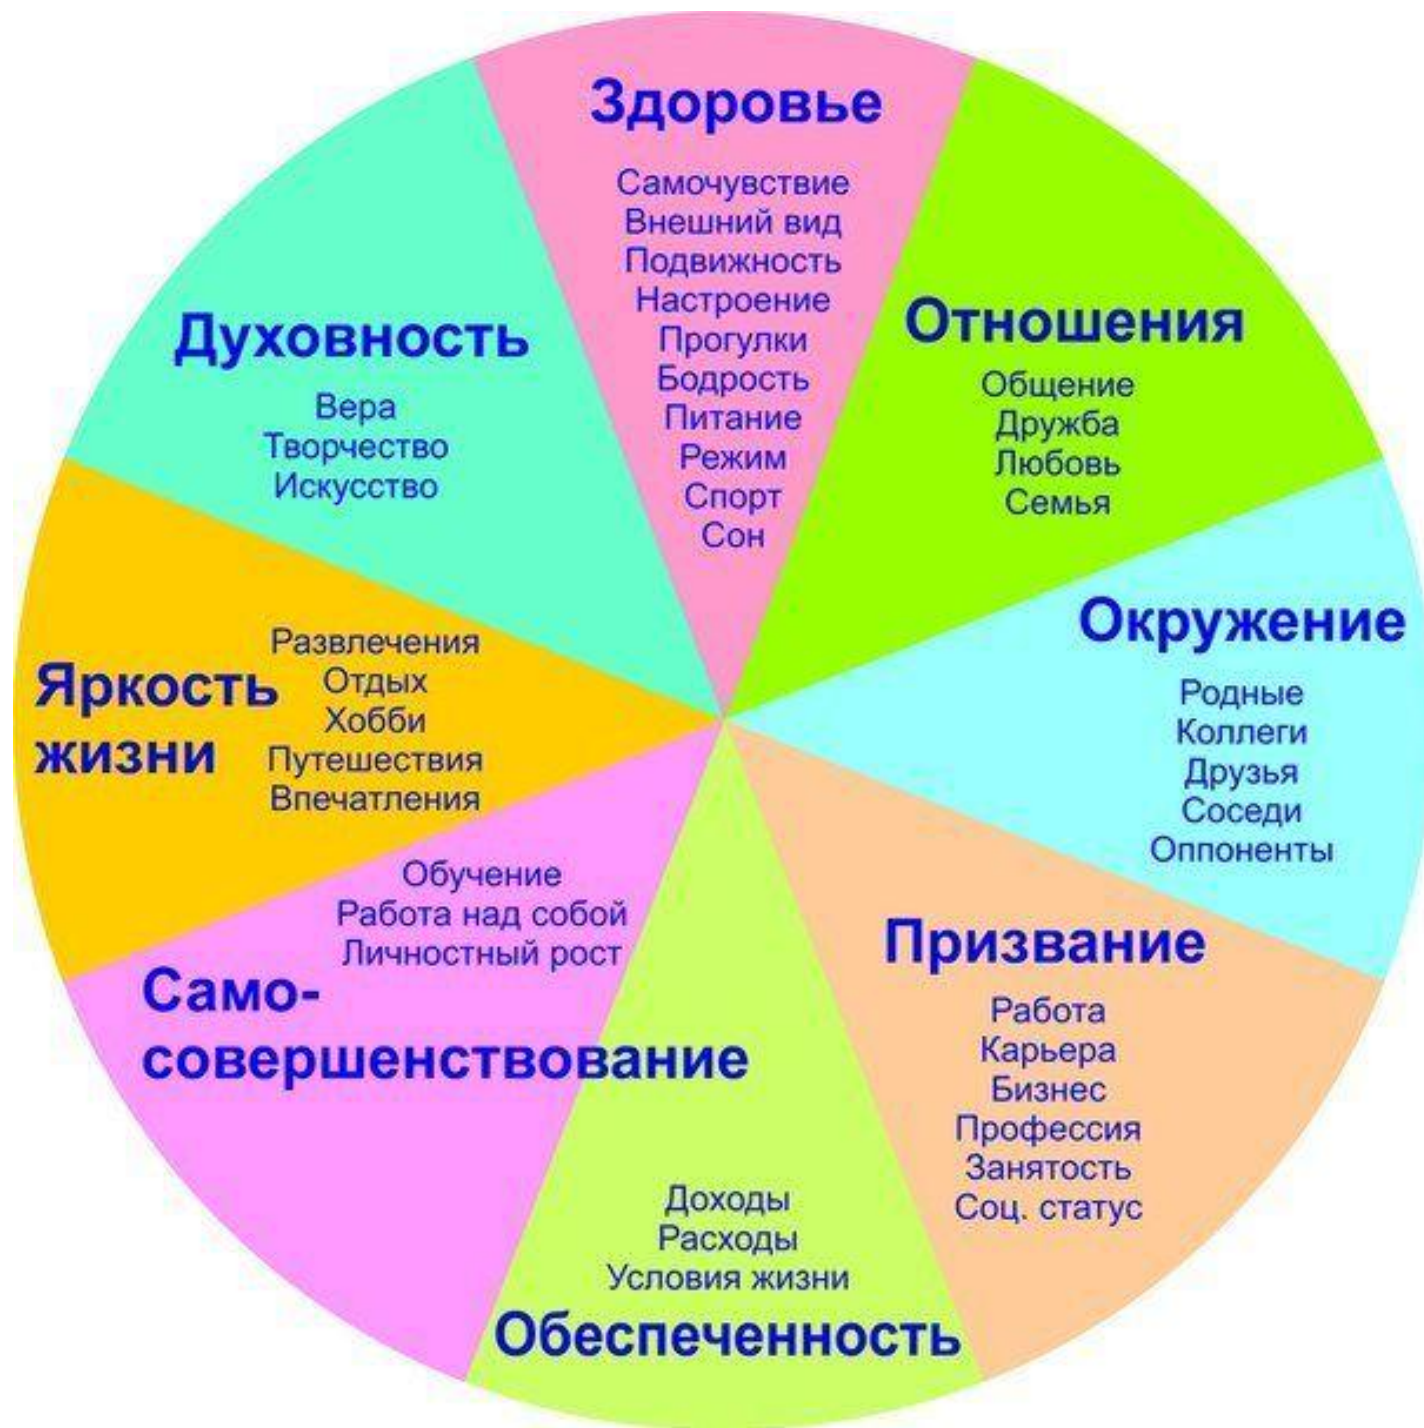 Здоровье
Самочувствие
Внешний вид
Подвижность
Настроение
Прогулки
Бодрость
Питание
Режим
Спорт
Сон
Отношения
Общение
Дружба
Любовь
Семья
Окружение
Родные
Коллеги
Друзья
Соседи
Оппоненты
Призвание
Работа
Карьера
Бизнес
Профессия
Занятость
Соц. статус
Доходы
Расходы
Условия жизни
Обеспеченность
Обучение
Работа над собой
Личностный рост
Само-
совершенствование
Яркость
жизни
Развлечения
Отдых
Хобби
Путешествия
Впечатления
Духовность
Вера
Творчество
Искусство